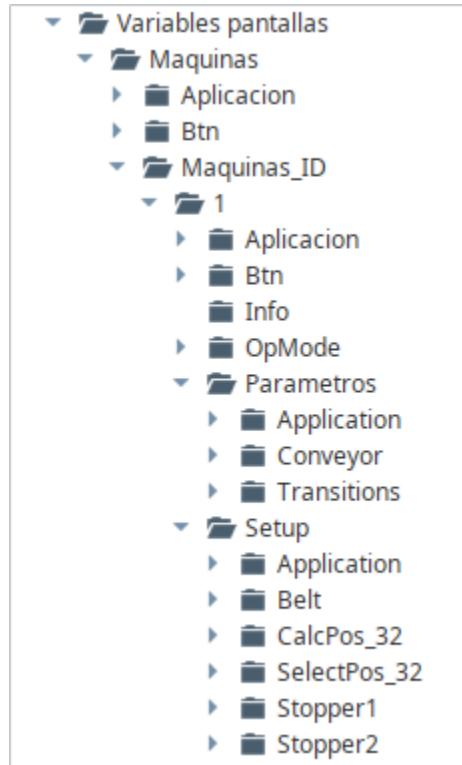 Variables pantallas
Maquinas
Aplicacion
Btn
Maquinas_ID
1
Aplicacion
Btn
Info
OpMode
Parametros
Application
Conveyor
Transitions
Setup
Application
Belt
CalcPos_32
SelectPos_32
Stopper1
Stopper2